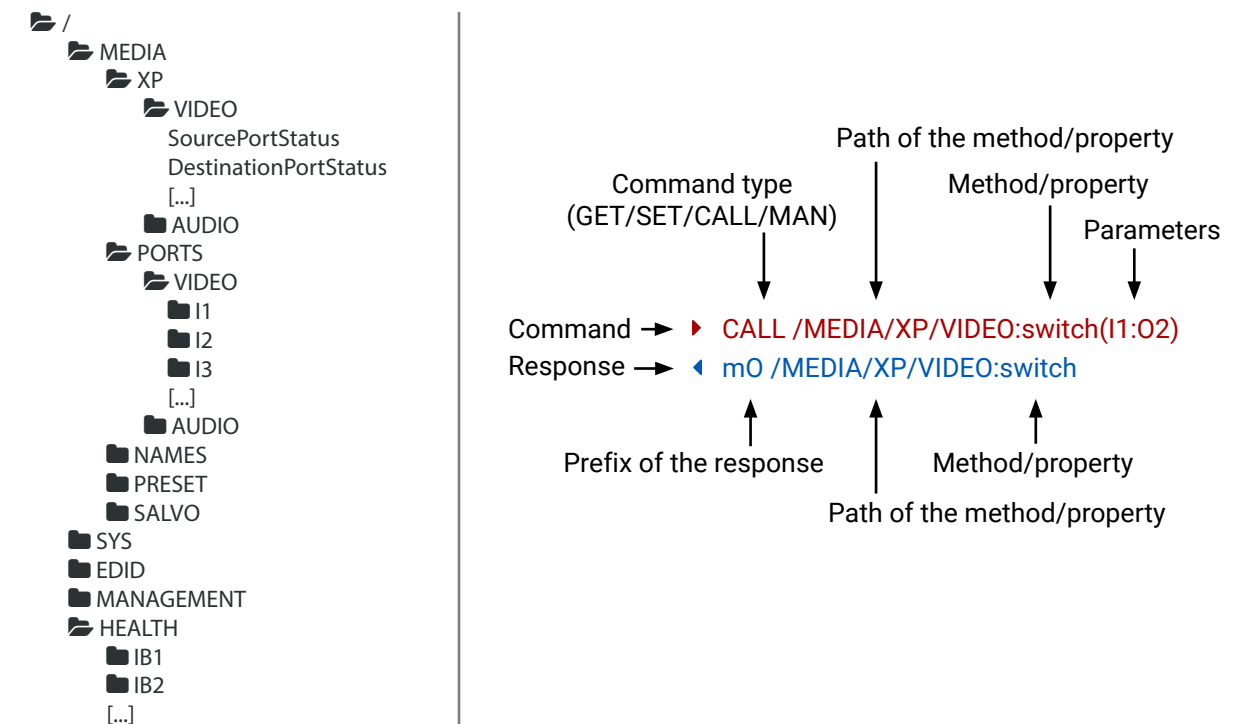 /
MEDIA
XP
VIDEO
SourcePortStatus
DestinationPortStatus
[...]
AUDIO
PORTS
VIDEO
I1
I2
I3
[...]
AUDIO
NAMES
PRESET
SALVO
SYS
EDID
MANAGEMENT
HEALTH
IB1
IB2
[...]
Path of the method/property
Command type
(GET/SET/CALL/MAN)
Method/property
Parameters
Command
CALL /MEDIA/XP/VIDEO:switch(I1:O2)
Response
mO /MEDIA/XP/VIDEO:switch
Prefix of the response
Method/property
Path of the method/property